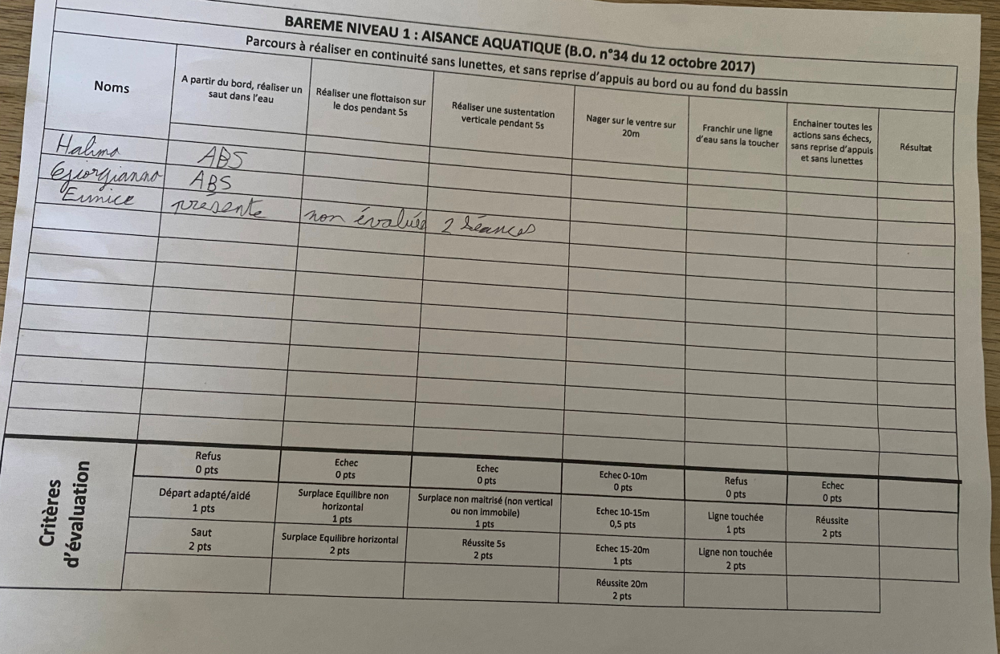 BAREME NIVEAU 1 : AISANCE AQUATIQUE (B.O. n°34 du 12 octobre 2017)
Parcours à réaliser en continuité sans lunettes, et sans reprise d'appuis au bord ou au fond du bassin
Noms
A partir du bord, réaliser un
saut dans l'eau
Réaliser une flottaison sur
le dos pendant 5s
Réaliser une sustentation
verticale pendant 5s
Nager sur le ventre sur
20m
Franchir une ligne
d'eau sans la toucher
Enchainer toutes les
actions sans échecs,
sans reprise d'appuis
et sans lunettes
Résultat
Halima ABS
Georgianna ABS
Eunice présente non évaluée 2 séances
Critères
d'évaluation
Refus
0 pts
Départ adapté/aidé
1 pts
Saut
2 pts
Echec
0 pts
Surplace Equilibre non
horizontal
1 pts
Surplace Equilibre horizontal
2 pts
Echec
0 pts
Surplace non maitrisé (non vertical
ou non immobile)
1 pts
Réussite 5s
2 pts
Echec 0-10m
0 pts
Echec 10-15m
0,5 pts
Echec 15-20m
1 pts
Réussite 20m
2 pts
Refus
0 pts
Ligne touchée
1 pts
Ligne non touchée
2 pts
Echec
0 pts
Réussite
2 pts